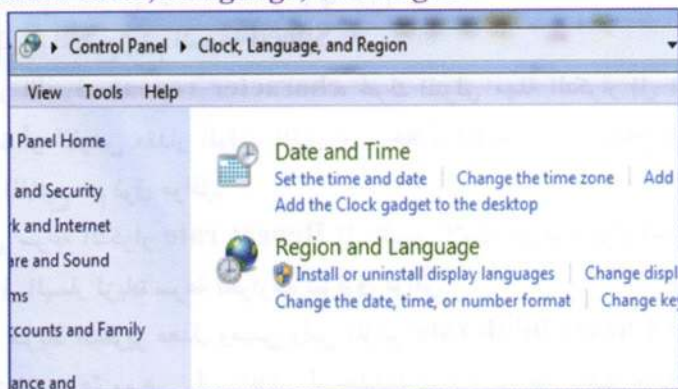 Control Panel ▸ Clock, Language, and Region
View Tools Help
l Panel Home
and Security
k and Internet
re and Sound
ms
ccounts and Family
ance and
Date and Time
Set the time and date | Change the time zone | Add
Add the Clock gadget to the desktop
Region and Language
Install or uninstall display languages | Change displ
Change the date, time, or number format | Change key